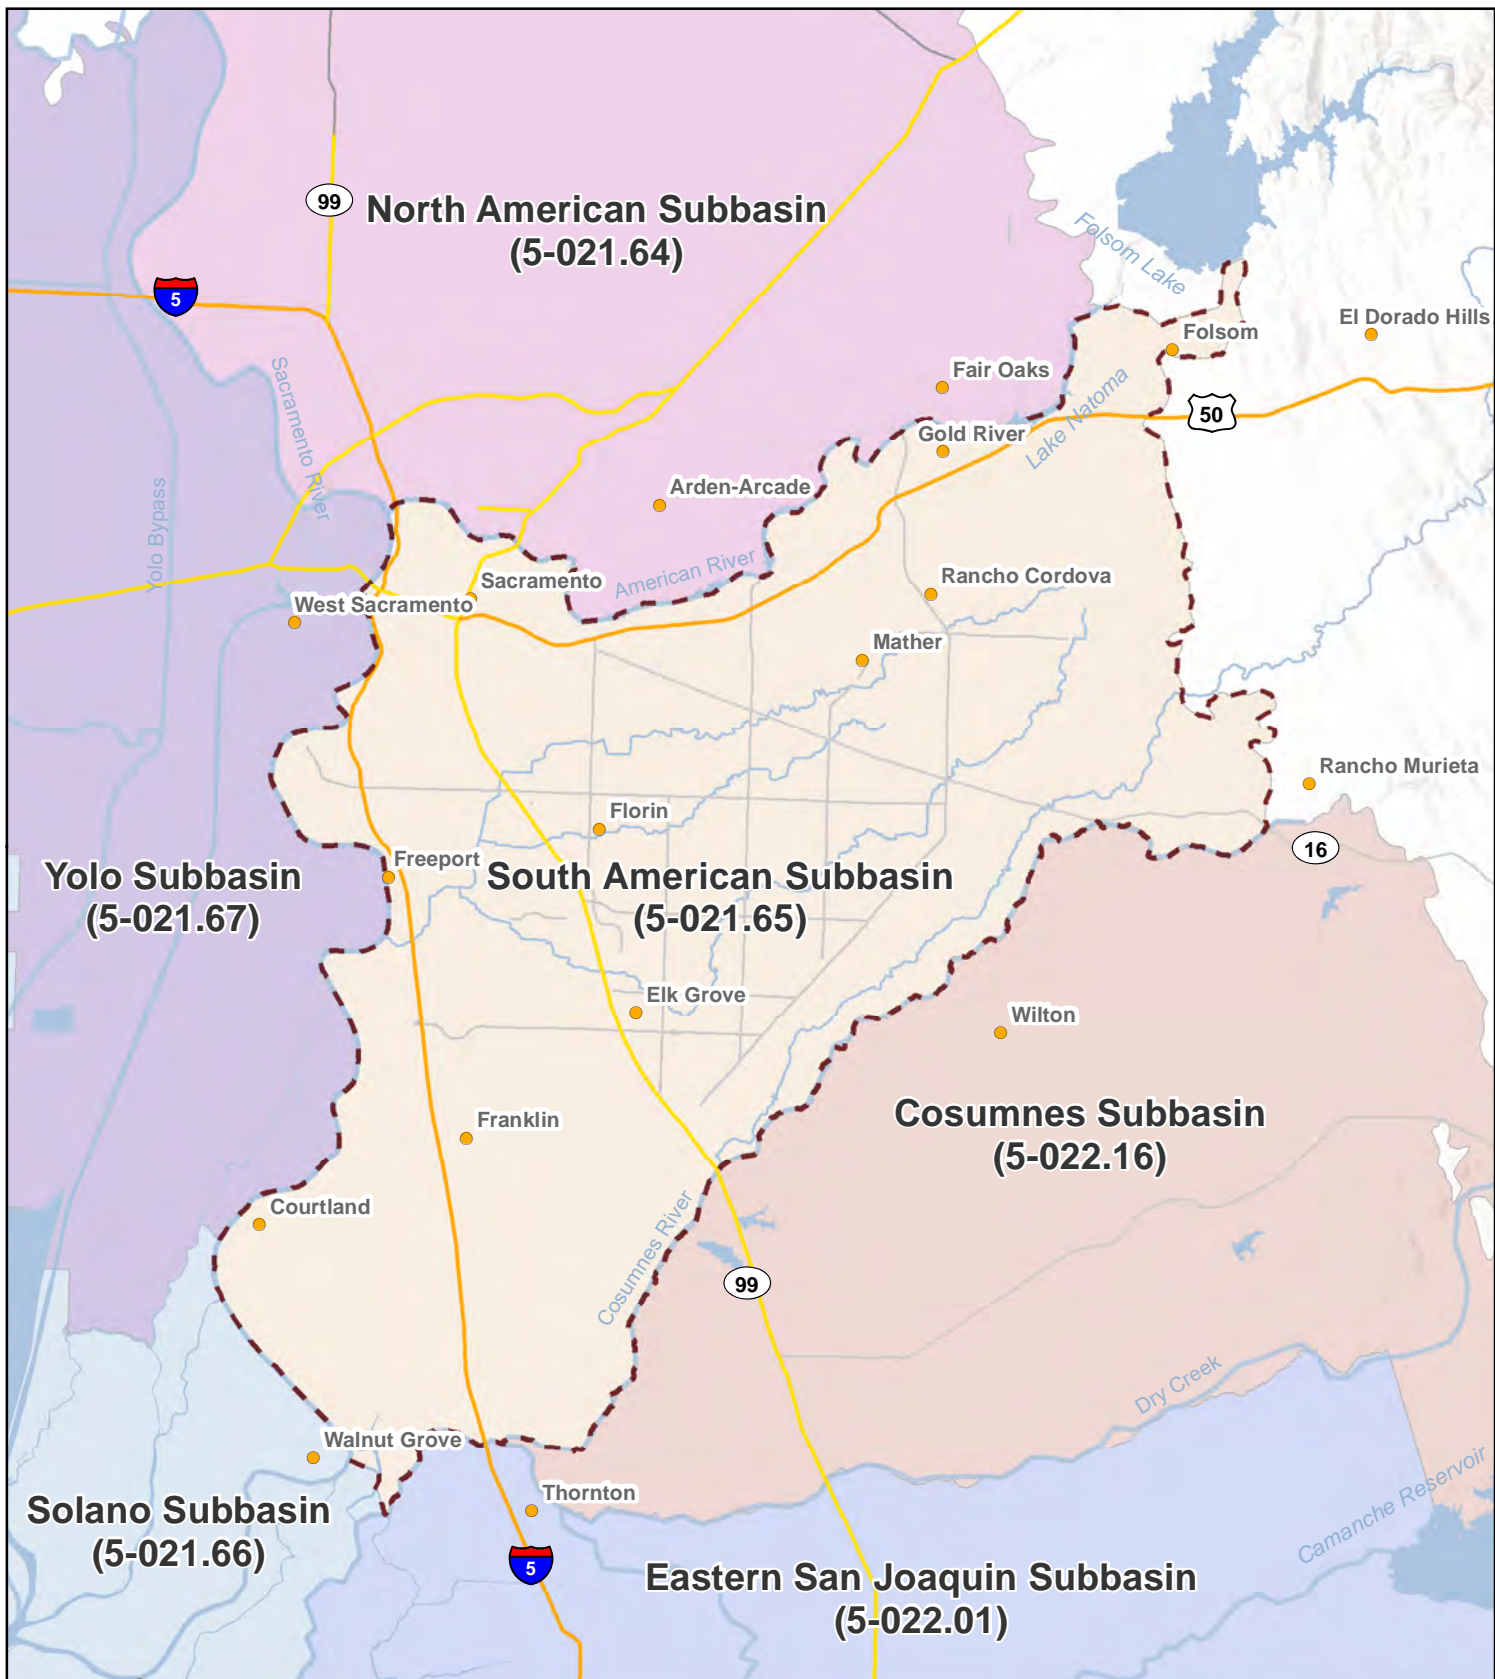 99
North American Subbasin
(5-021.64)
Folsom Lake
5
El Dorado Hills
Folsom
Sacramento River
Fair Oaks
Lake Natoma
50
Gold River
Arden-Arcade
Yolo Bypass
American River
Sacramento
Rancho Cordova
West Sacramento
Mather
Rancho Murieta
Florin
16
Freeport
Yolo Subbasin
(5-021.67)
South American Subbasin
(5-021.65)
Elk Grove
Wilton
Franklin
Cosumnes Subbasin
(5-022.16)
Courtland
Cosumnes River
99
Dry Creek
Walnut Grove
Thornton
Solano Subbasin
(5-021.66)
Camanche Reservoir
5
Eastern San Joaquin Subbasin
(5-022.01)